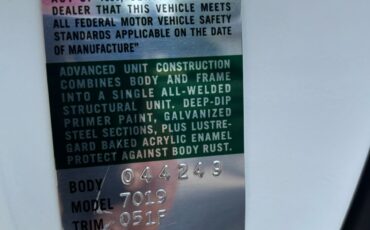 DEALER THAT THIS VEHICLE MEETS
ALL FEDERAL MOTOR VEHICLE SAFETY
STANDARDS APPLICABLE ON THE DATE
OF MANUFACTURE"
ADVANCED UNIT CONSTRUCTION
COMBINES BODY AND FRAME
INTO A SINGLE ALL-WELDED
STRUCTURAL UNIT. DEEP-DIP
PRIMER PAINT, GALVANIZED
STEEL SECTIONS, PLUS LUSTRE-
GARD BAKED ACRYLIC ENAMEL
PROTECT AGAINST BODY RUST.
BODY 044249
MODEL 7019
TRIM 051F